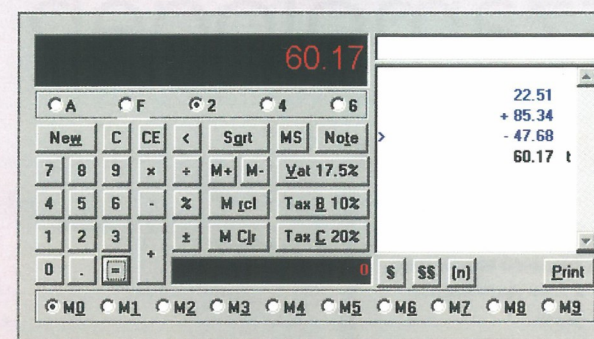 60.17
A F 2 4 6
New C CE < Sqrt MS Note
7 8 9 × ÷ M+ M- Vat 17.5%
4 5 6 - % M rcl Tax B 10%
1 2 3 + ± M Clr Tax C 20%
0 . = 0
22.51
+ 85.34
> - 47.68
60.17 t
S SS (n) Print
M0 M1 M2 M3 M4 M5 M6 M7 M8 M9